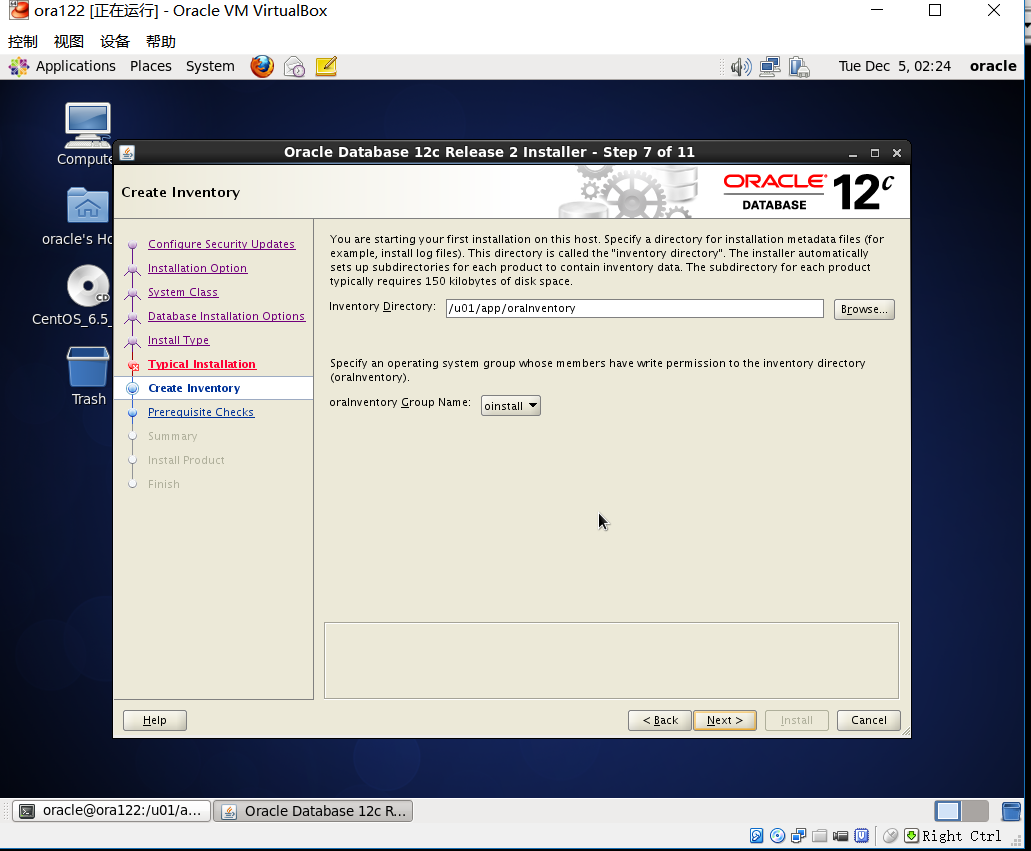 ora122 [正在运行] - Oracle VM VirtualBox
控制 视图 设备 帮助
Applications Places System Tue Dec 5, 02:24 oracle
Compute
oracle's Ho
CD
CentOS_6.5_
Trash
Oracle Database 12c Release 2 Installer - Step 7 of 11
Create Inventory
ORACLE®
DATABASE
12c
Configure Security Updates
Installation Option
System Class
Database Installation Options
Install Type
Typical Installation
Create Inventory
Prerequisite Checks
Summary
Install Product
Finish
You are starting your first installation on this host. Specify a directory for installation metadata files (for
example, install log files). This directory is called the "inventory directory". The installer automatically
sets up subdirectories for each product to contain inventory data. The subdirectory for each product
typically requires 150 kilobytes of disk space.
Inventory Directory: /u01/app/oraInventory Browse...
Specify an operating system group whose members have write permission to the inventory directory
(oraInventory).
oraInventory Group Name: oinstall
Help < Back Next > Install Cancel
oracle@ora122:/u01/a... Oracle Database 12c R...
Right Ctrl